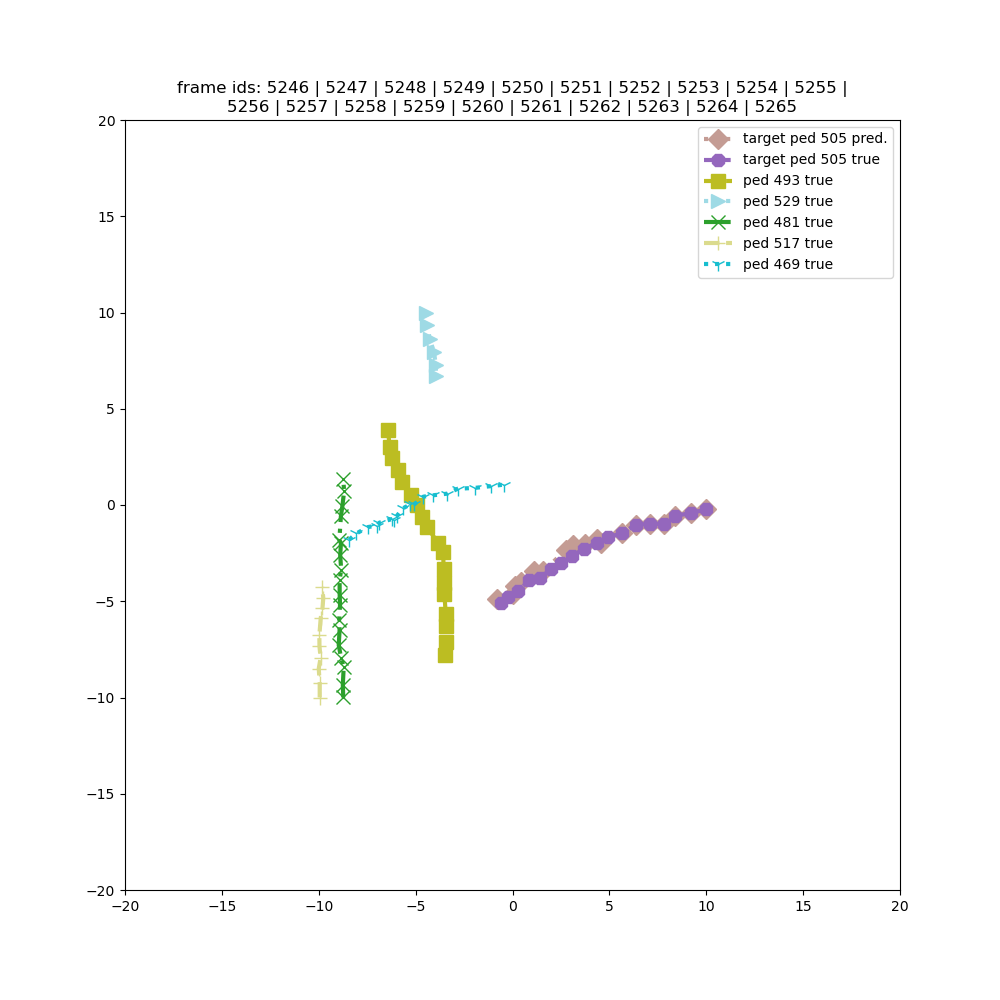 frame ids: 5246 | 5247 | 5248 | 5249 | 5250 | 5251 | 5252 | 5253 | 5254 | 5255 |
5256 | 5257 | 5258 | 5259 | 5260 | 5261 | 5262 | 5263 | 5264 | 5265
target ped 505 pred.
target ped 505 true
ped 493 true
ped 529 true
ped 481 true
ped 517 true
ped 469 true
20
15
10
5
0
−5
−10
−15
−20
−20 −15 −10 −5 0 5 10 15 20